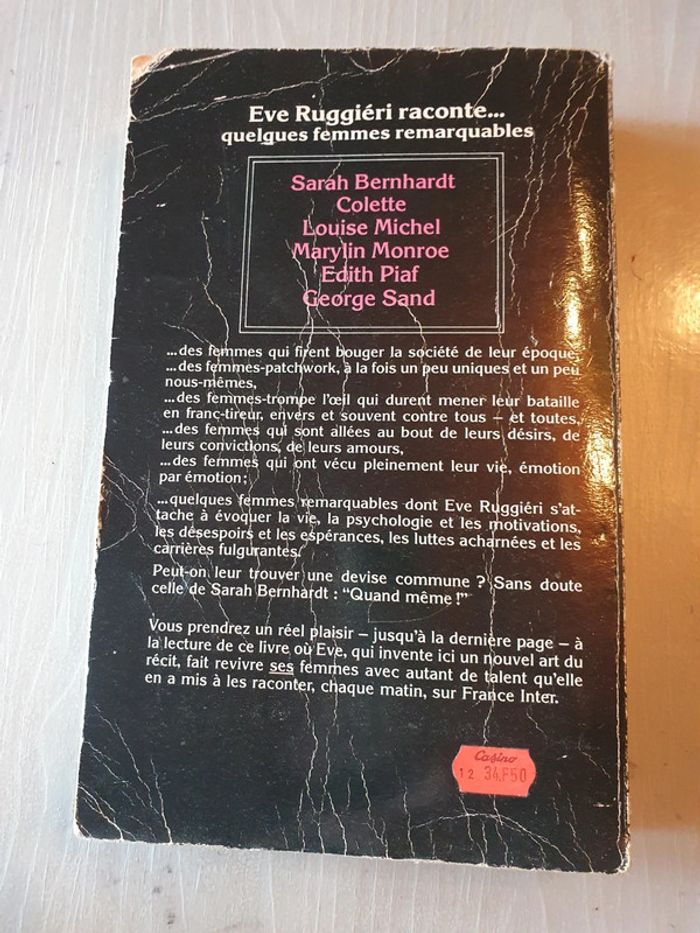 Eve Ruggiéri raconte...
quelques femmes remarquables
Sarah Bernhardt
Colette
Louise Michel
Marylin Monroe
Edith Piaf
George Sand
...des femmes qui firent bouger la société de leur époque,
...des femmes-patchwork, à la fois un peu uniques et un peu
nous-mêmes,
...des femmes-trompe l'œil qui durent mener leur bataille
en franc-tireur, envers et souvent contre tous – et toutes,
...des femmes qui sont allées au bout de leurs désirs, de
leurs convictions, de leurs amours,
...des femmes qui ont vécu pleinement leur vie, émotion
par émotion;
...quelques femmes remarquables dont Eve Ruggiéri s'at-
tache à évoquer la vie, la psychologie et les motivations,
les désespoirs et les espérances, les luttes acharnées et les
carrières fulgurantes.
Peut-on leur trouver une devise commune ? Sans doute
celle de Sarah Bernhardt : "Quand même !"
Vous prendrez un réel plaisir – jusqu'à la dernière page – à
la lecture de ce livre où Eve, qui invente ici un nouvel art du
récit, fait revivre ses femmes avec autant de talent qu'elle
en a mis à les raconter, chaque matin, sur France Inter.
Casino
12 34.F50